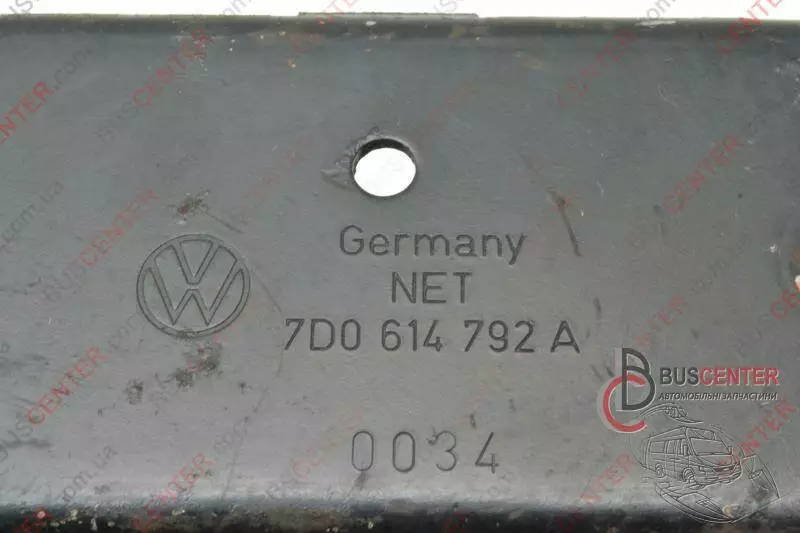 Germany
NET
7D0 614 792 A
0034
BUSCENTER
АВТОМОБІЛЬНІ ЗАПЧАСТИНИ